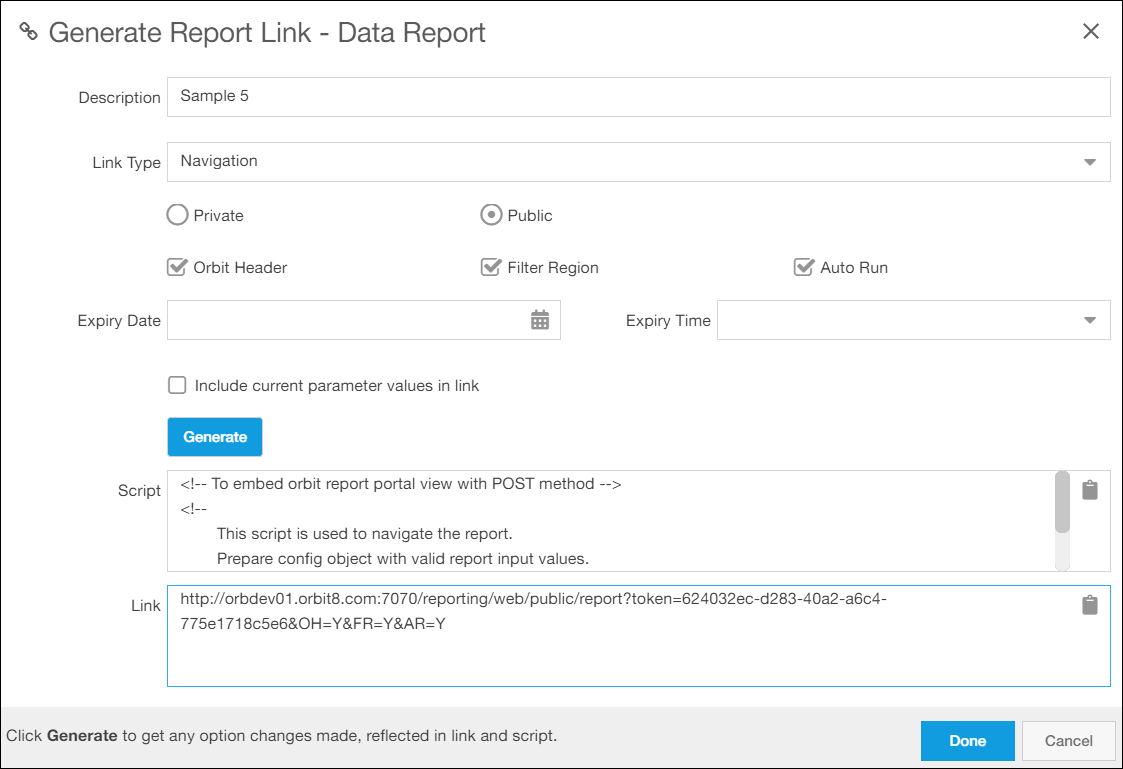 Generate Report Link - Data Report
Description
Sample 5
Link Type
Navigation
Private
Public
Orbit Header
Filter Region
Auto Run
Expiry Date
Expiry Time
Include current parameter values in link
Generate
Script
<!-- To embed orbit report portal view with POST method -->
<!--
This script is used to navigate the report.
Prepare config object with valid report input values.
Link
http://orbdev01.orbit8.com:7070/reporting/web/public/report?token=624032ec-d283-40a2-a6c4-
775e1718c5e6&OH=Y&FR=Y&AR=Y
Click Generate to get any option changes made, reflected in link and script.
Done
Cancel